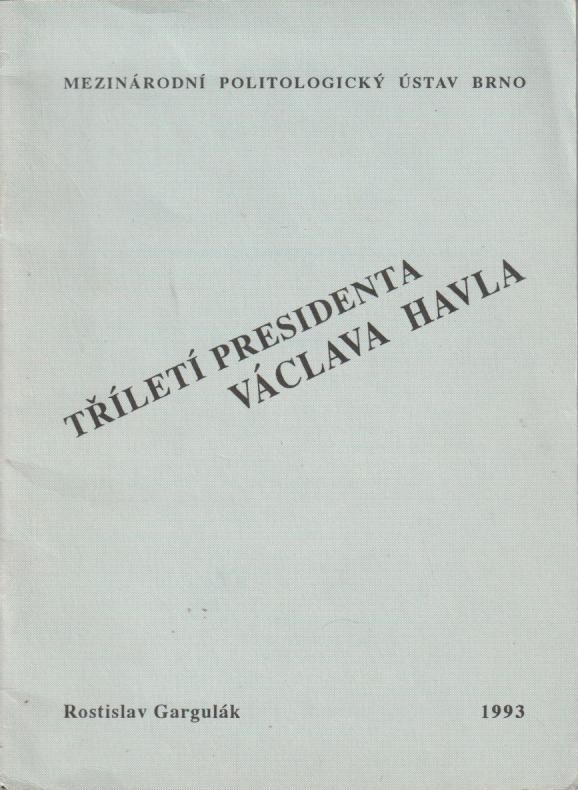 MEZINÁRODNÍ POLITOLOGICKÝ ÚSTAV BRNO
TŘÍLETÍ PRESIDENTA
VÁCLAVA HAVLA
Rostislav Gargulák 1993